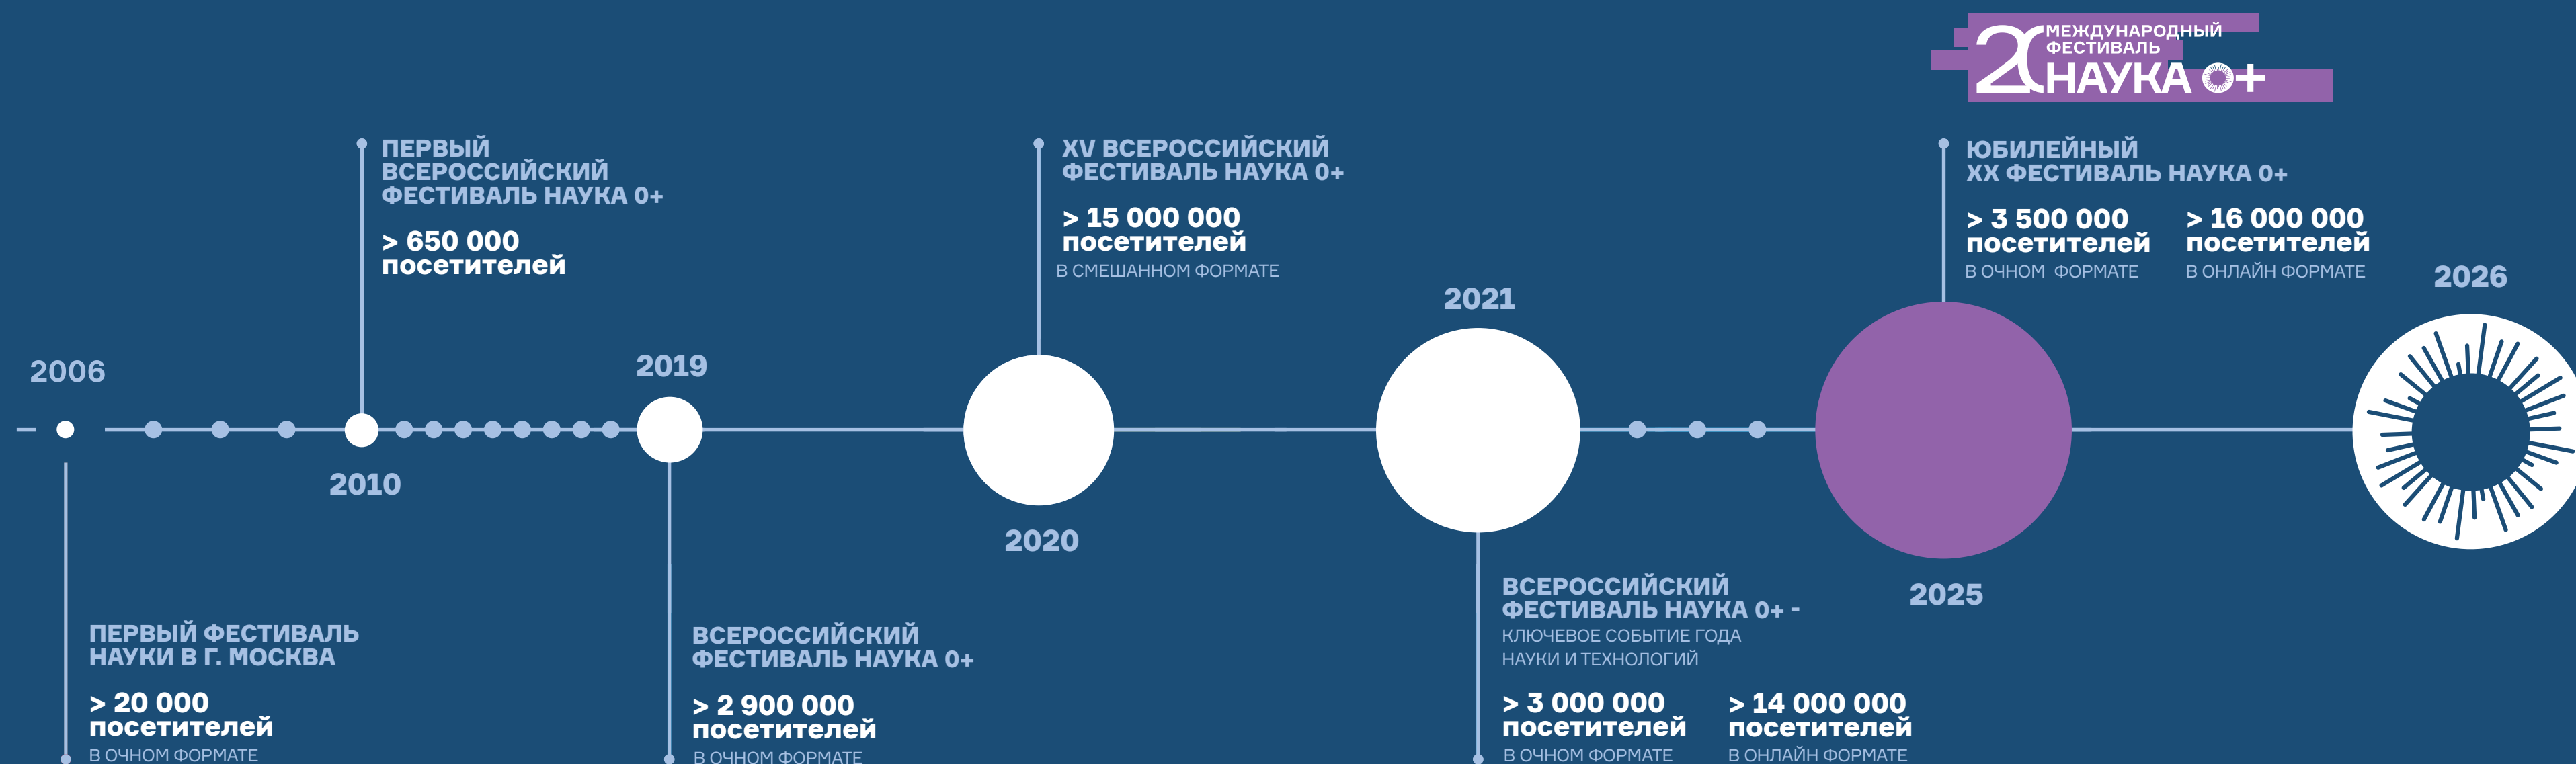 20 МЕЖДУНАРОДНЫЙ
ФЕСТИВАЛЬ
НАУКА 0+
ПЕРВЫЙ
ВСЕРОССИЙСКИЙ
ФЕСТИВАЛЬ НАУКА 0+
> 650 000
посетителей
XV ВСЕРОССИЙСКИЙ
ФЕСТИВАЛЬ НАУКА 0+
> 15 000 000
посетителей
В СМЕШАННОМ ФОРМАТЕ
ЮБИЛЕЙНЫЙ
XX ФЕСТИВАЛЬ НАУКА 0+
> 3 500 000
посетителей
В ОЧНОМ ФОРМАТЕ
> 16 000 000
посетителей
В ОНЛАЙН ФОРМАТЕ
2006
2010
2019
2020
2021
2025
2026
ПЕРВЫЙ ФЕСТИВАЛЬ
НАУКИ В Г. МОСКВА
> 20 000
посетителей
В ОЧНОМ ФОРМАТЕ
ВСЕРОССИЙСКИЙ
ФЕСТИВАЛЬ НАУКА 0+
> 2 900 000
посетителей
В ОЧНОМ ФОРМАТЕ
ВСЕРОССИЙСКИЙ
ФЕСТИВАЛЬ НАУКА 0+ -
КЛЮЧЕВОЕ СОБЫТИЕ ГОДА
НАУКИ И ТЕХНОЛОГИЙ
> 3 000 000
посетителей
В ОЧНОМ ФОРМАТЕ
> 14 000 000
посетителей
В ОНЛАЙН ФОРМАТЕ